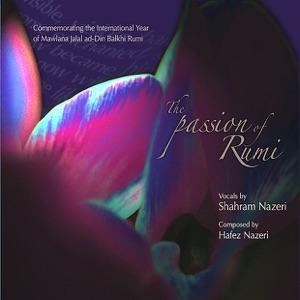 Commemorating the International Year
of Mawlana Jalal ad-Din Balkhi Rumi
The
passion of
Rumi
Vocals by
Shahram Nazeri
Composed by
Hafez Nazeri